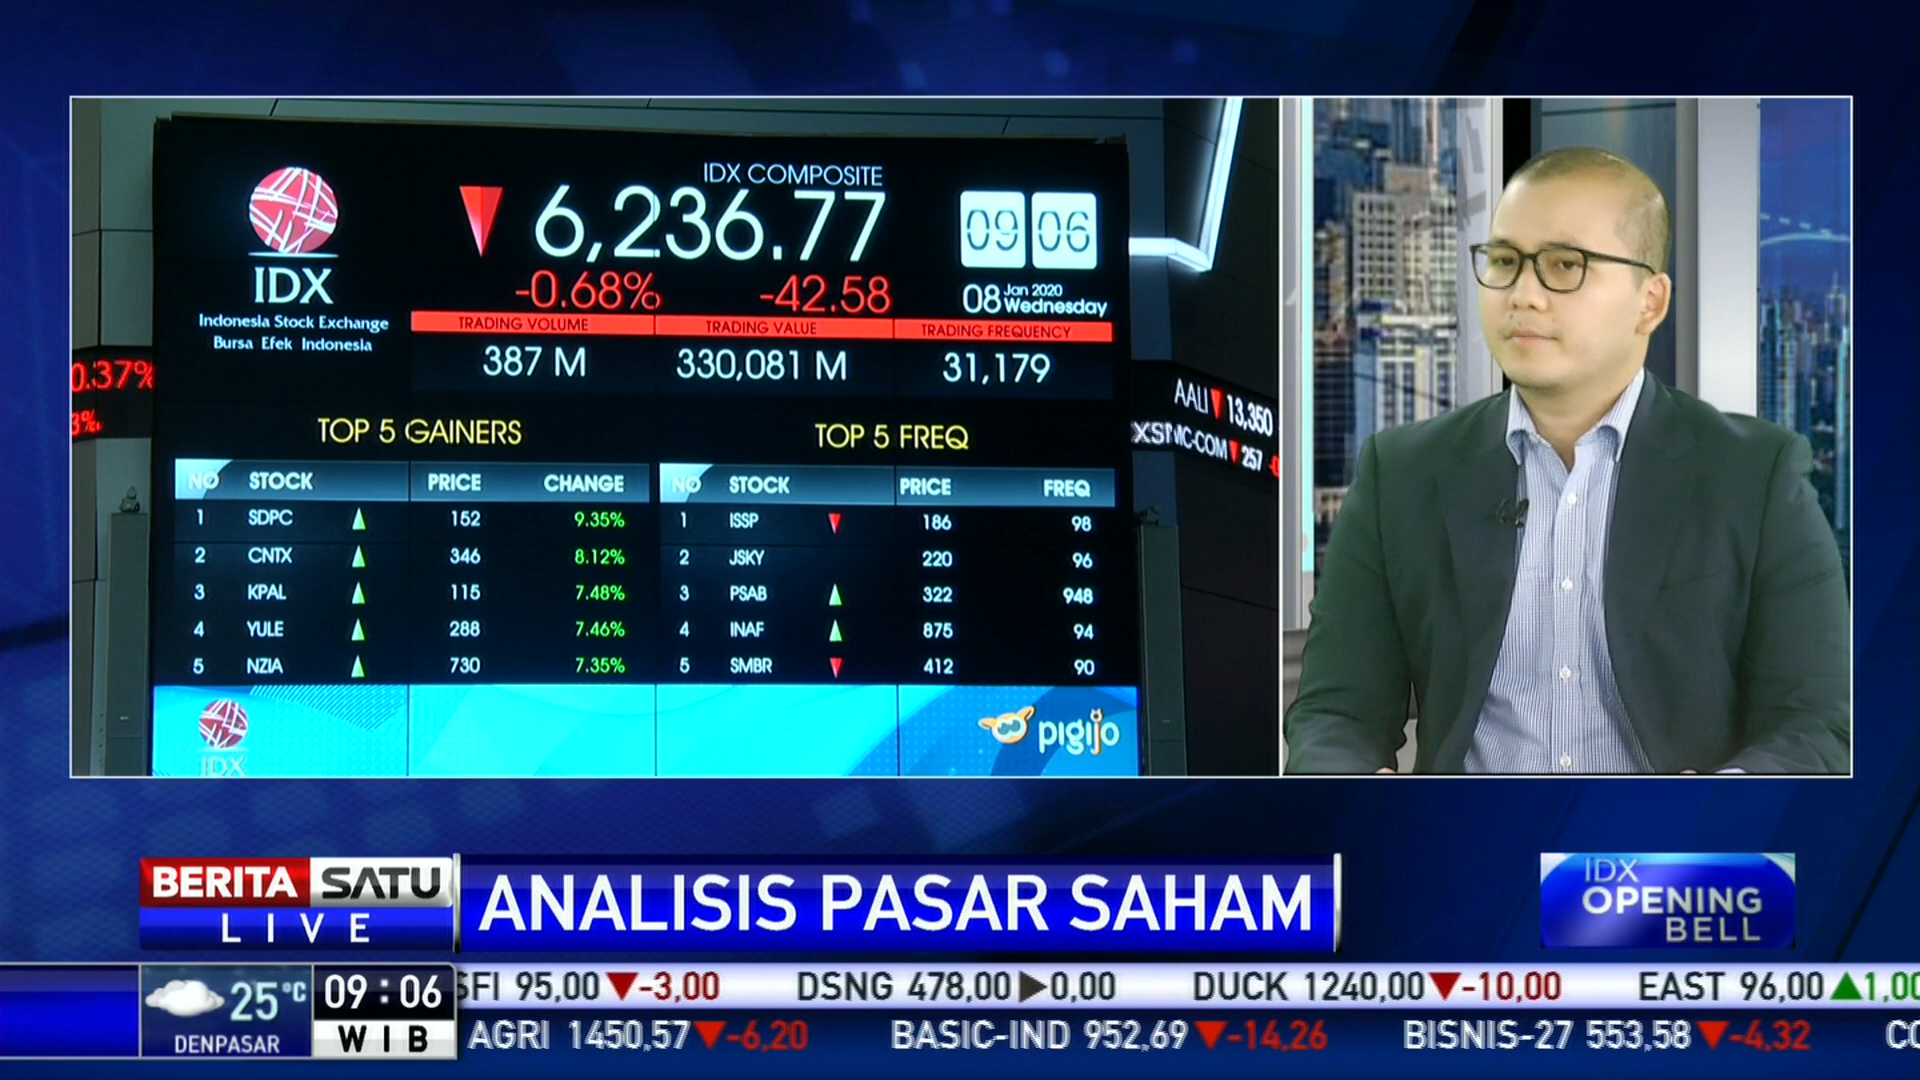 IDX COMPOSITE
6,236.77
-0.68% -42.58
09 06
08 Jan 2020 Wednesday
IDX
Indonesia Stock Exchange
Bursa Efek Indonesia
TRADING VOLUME TRADING VALUE TRADING FREQUENCY
387 M 330,081 M 31,179
0.37%
3%
AALI 13,350
257
TOP 5 GAINERS
NO STOCK PRICE CHANGE
1 SDPC 152 9.35%
2 CNTX 346 8.12%
3 KPAL 115 7.48%
4 YULE 288 7.46%
5 NZIA 730 7.35%
TOP 5 FREQ
NO STOCK PRICE FREQ
1 ISSP 186 98
2 JSKY 220 96
3 PSAB 322 948
4 INAF 875 94
5 SMBR 412 90
IDX
pigijo
BERITA SATU
LIVE
ANALISIS PASAR SAHAM
IDX
OPENING
BELL
25°C
DENPASAR
09:06
WIB
SFI 95,00▼-3,00 DSNG 478,00▶0,00 DUCK 1240,00▼-10,00 EAST 96,00▲1,00
AGRI 1450,57▼-6,20 BASIC-IND 952,69▼-14,26 BISNIS-27 553,58▼-4,32